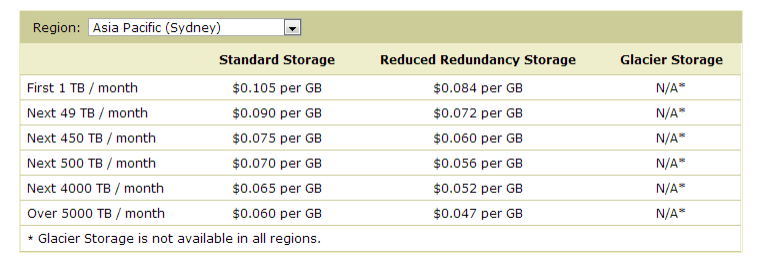 Region: Asia Pacific (Sydney)
Standard Storage Reduced Redundancy Storage Glacier Storage
First 1 TB / month $0.105 per GB $0.084 per GB N/A*
Next 49 TB / month $0.090 per GB $0.072 per GB N/A*
Next 450 TB / month $0.075 per GB $0.060 per GB N/A*
Next 500 TB / month $0.070 per GB $0.056 per GB N/A*
Next 4000 TB / month $0.065 per GB $0.052 per GB N/A*
Over 5000 TB / month $0.060 per GB $0.047 per GB N/A*
* Glacier Storage is not available in all regions.